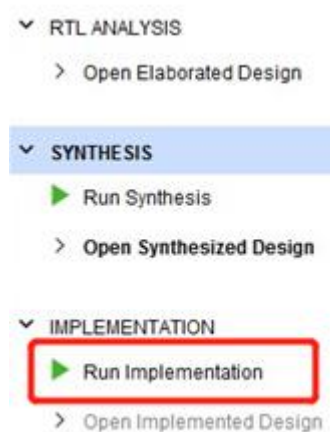 RTL ANALYSIS
Open Elaborated Design
SYNTHESIS
Run Synthesis
Open Synthesized Design
IMPLEMENTATION
Run Implementation
Open Implemented Design